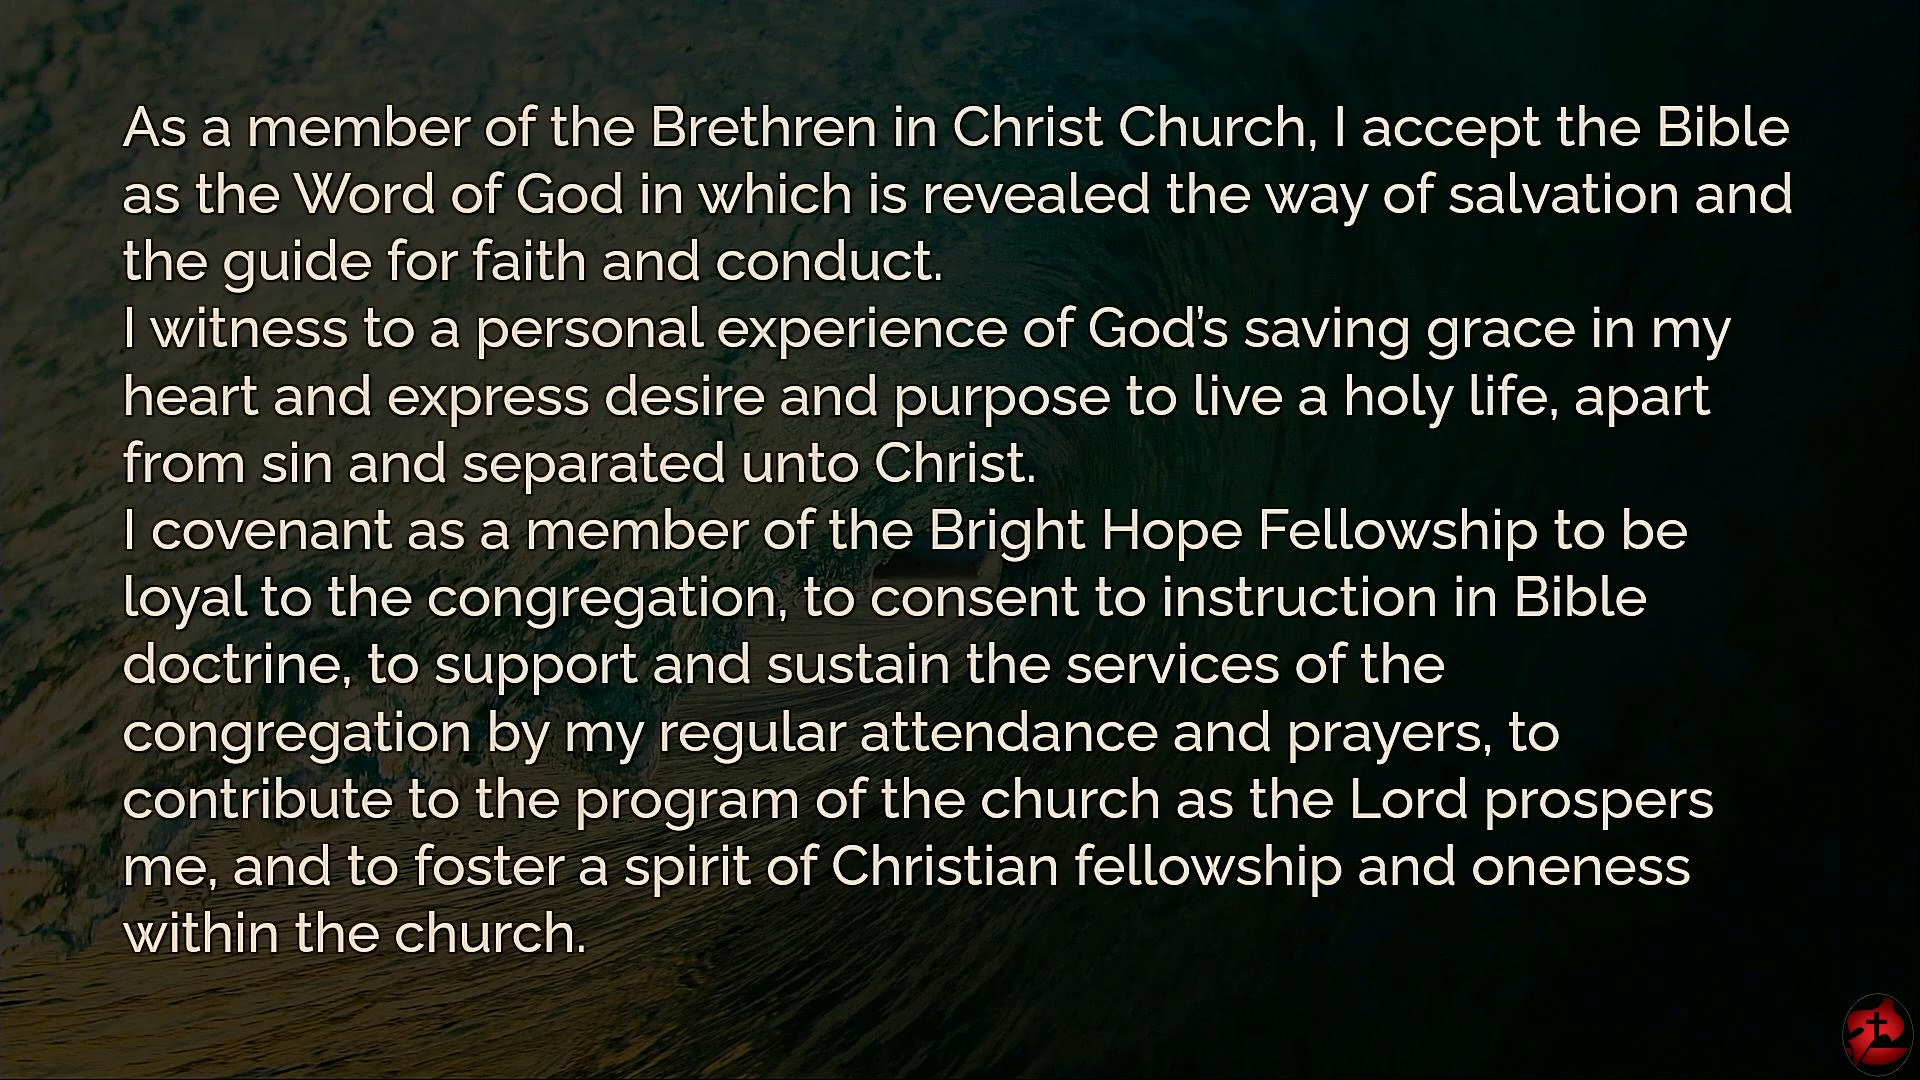 As a member of the Brethren in Christ Church, I accept the Bible
as the Word of God in which is revealed the way of salvation and
the guide for faith and conduct.
I witness to a personal experience of God’s saving grace in my
heart and express desire and purpose to live a holy life, apart
from sin and separated unto Christ.
I covenant as a member of the Bright Hope Fellowship to be
loyal to the congregation, to consent to instruction in Bible
doctrine, to support and sustain the services of the
congregation by my regular attendance and prayers, to
contribute to the program of the church as the Lord prospers
me, and to foster a spirit of Christian fellowship and oneness
within the church.